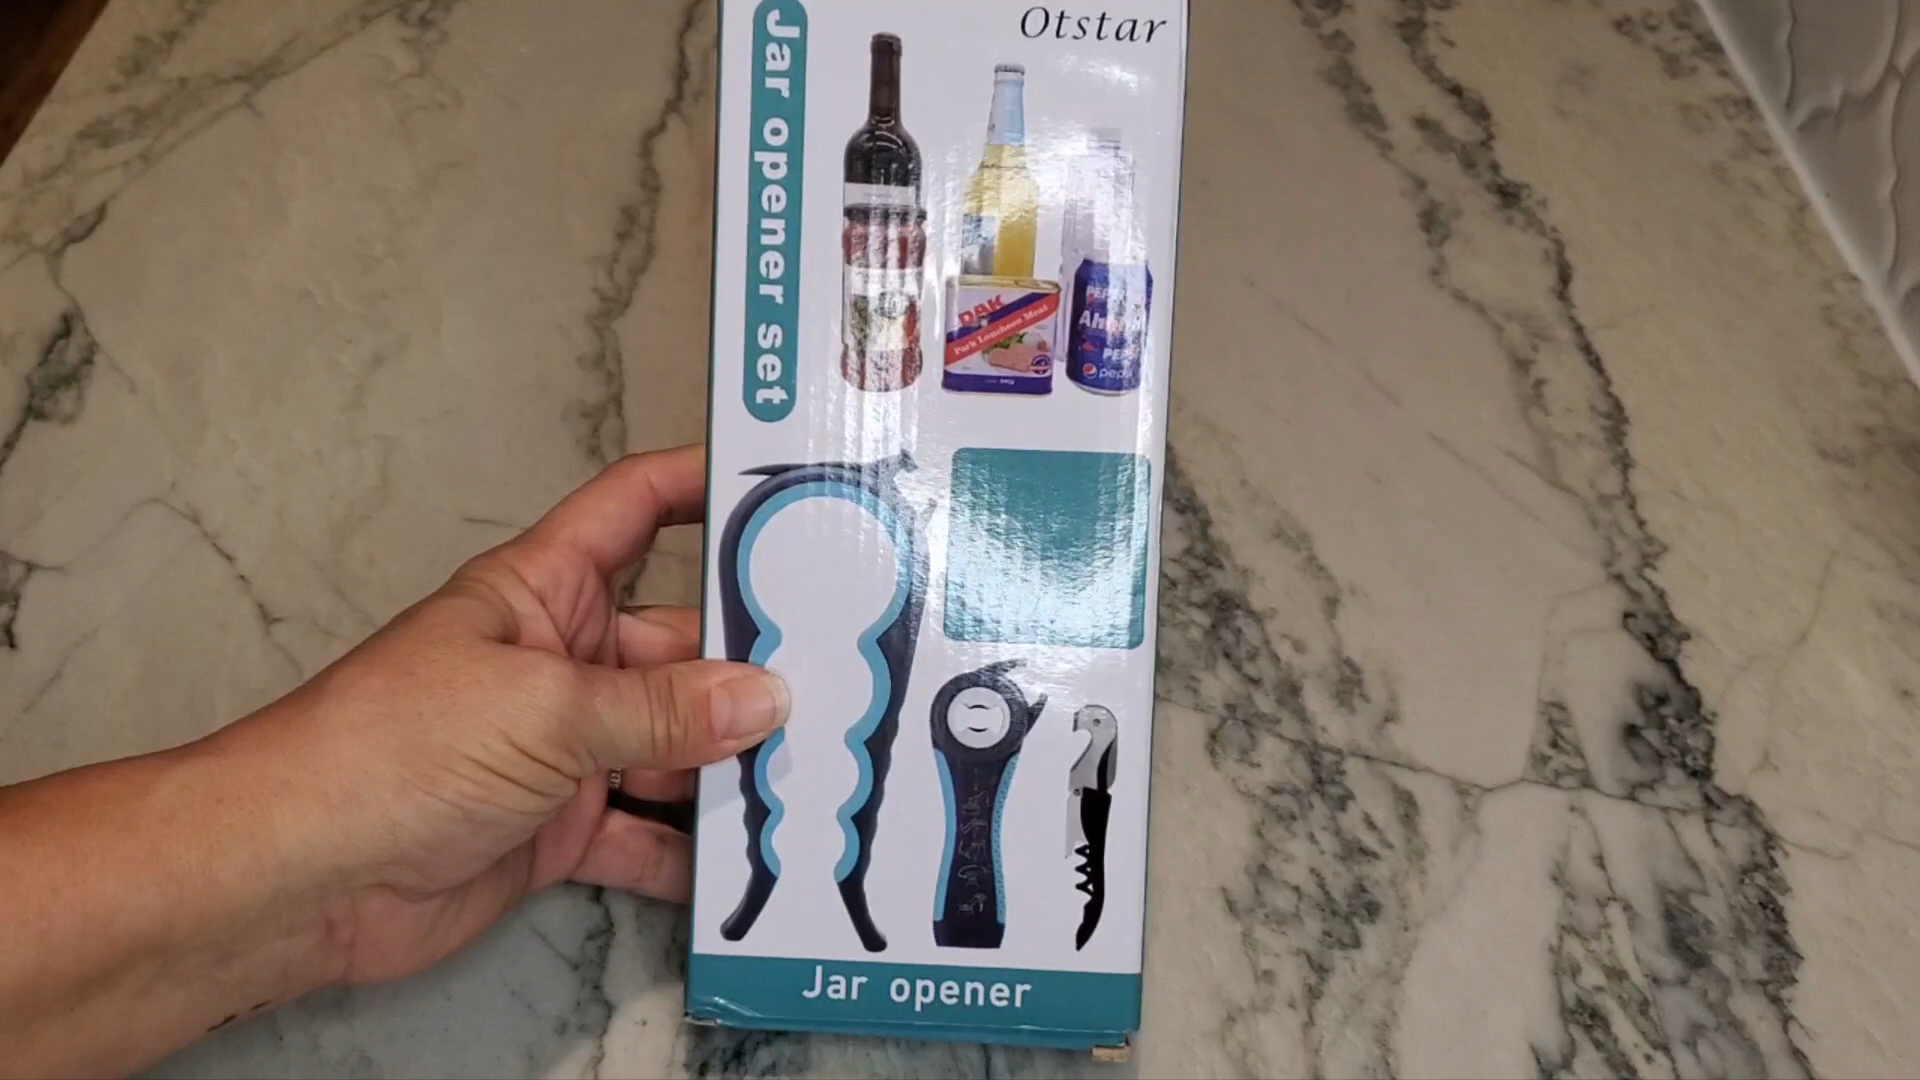 Otstar
Jar opener set
DAK
Pork Luncheon Meat
pepsi
Jar opener